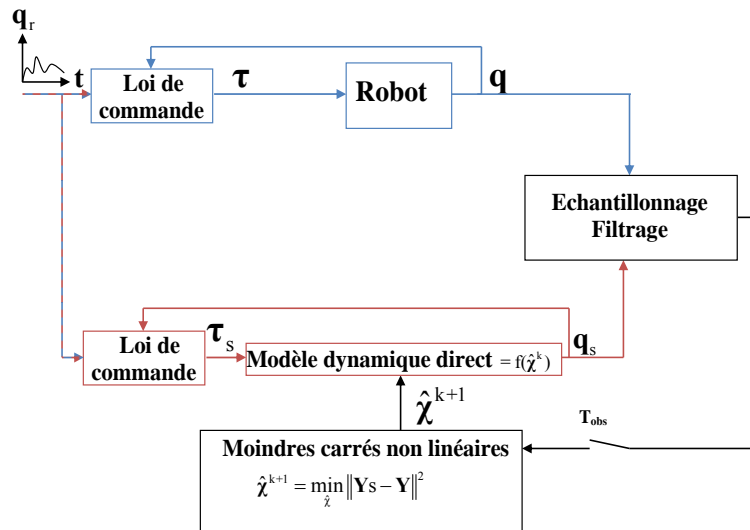 q_r
t
Loi de
commande
τ
Robot
q
Echantillonnage
Filtrage
Loi de
commande
τ_s
Modèle dynamique direct = f(χ̂^k)
q_s
χ̂^{k+1}
T_obs
Moindres carrés non linéaires
χ̂^{k+1} = min_χ̂ ‖Ys − Y‖²